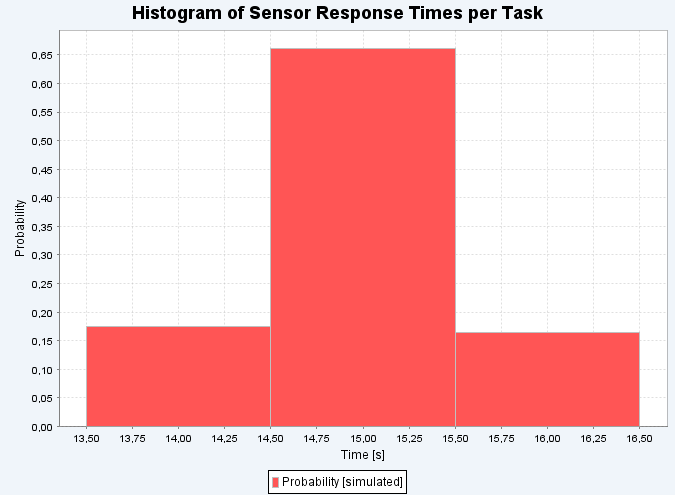 Histogram of Sensor Response Times per Task
Probability
0,65
0,60
0,55
0,50
0,45
0,40
0,35
0,30
0,25
0,20
0,15
0,10
0,05
0,00
13,50 13,75 14,00 14,25 14,50 14,75 15,00 15,25 15,50 15,75 16,00 16,25 16,50
Time [s]
Probability [simulated]